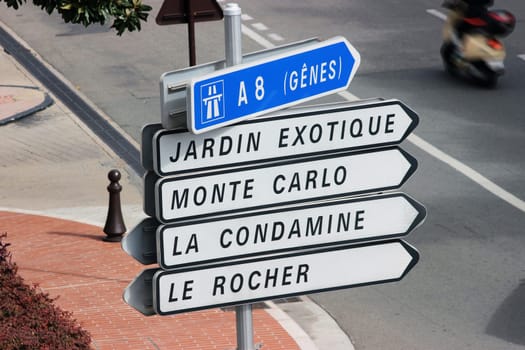 A 8 (GÊNES)
JARDIN EXOTIQUE
MONTE CARLO
LA CONDAMINE
LE ROCHER